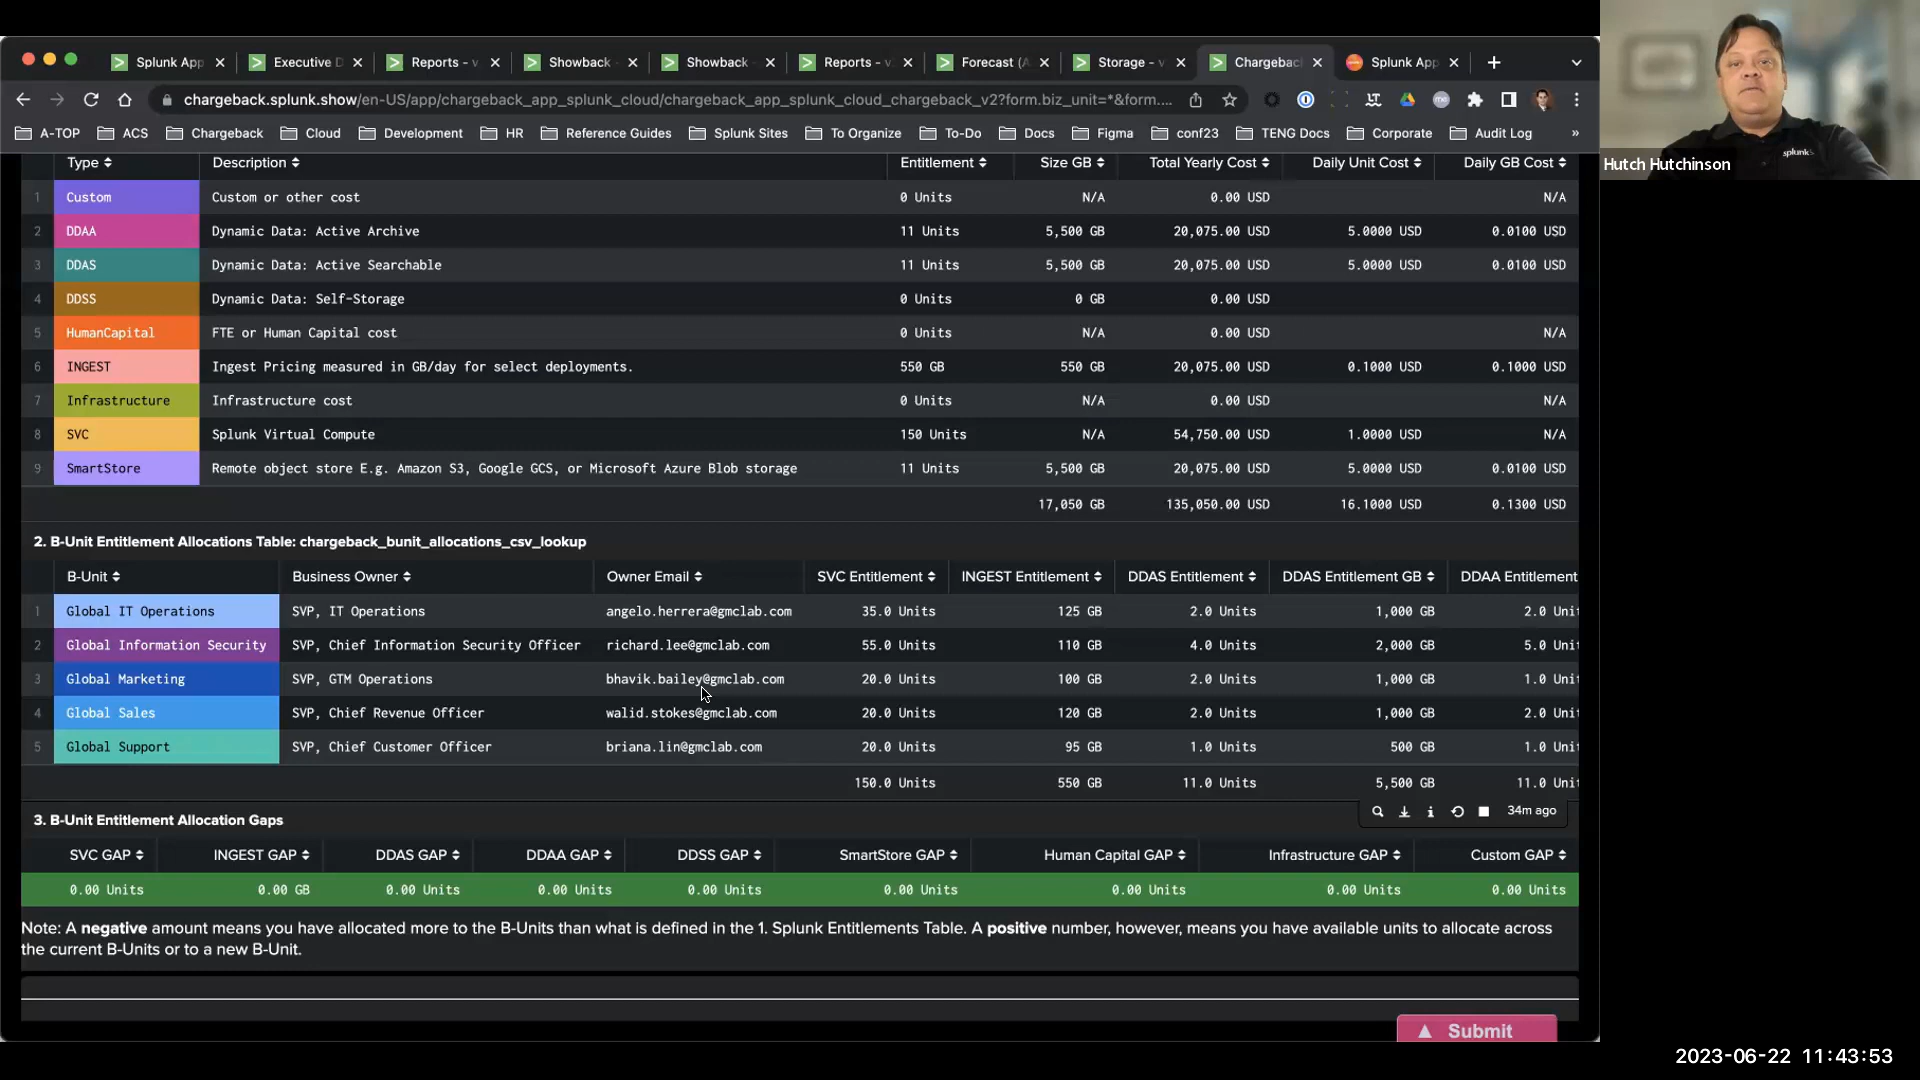 Splunk App
Executive D
Reports - v
Showback -
Showback -
Reports - v.
Forecast (A
Storage - v
Chargebac
Splunk App
chargeback.splunk.show/en-US/app/chargeback_app_splunk_cloud/chargeback_app_splunk_cloud_chargeback_v2?form.biz_unit=*&form....
A-TOP ACS Chargeback Cloud Development HR Reference Guides Splunk Sites To Organize To-Do Docs Figma conf23 TENG Docs Corporate Audit Log »
splunk>
Hutch Hutchinson
Type Description Entitlement Size GB Total Yearly Cost Daily Unit Cost Daily GB Cost
1 Custom Custom or other cost 0 Units N/A 0.00 USD N/A
2 DDAA Dynamic Data: Active Archive 11 Units 5,500 GB 20,075.00 USD 5.0000 USD 0.0100 USD
3 DDAS Dynamic Data: Active Searchable 11 Units 5,500 GB 20,075.00 USD 5.0000 USD 0.0100 USD
4 DDSS Dynamic Data: Self-Storage 0 Units 0 GB 0.00 USD
5 HumanCapital FTE or Human Capital cost 0 Units N/A 0.00 USD N/A
6 INGEST Ingest Pricing measured in GB/day for select deployments. 550 GB 550 GB 20,075.00 USD 0.1000 USD 0.1000 USD
7 Infrastructure Infrastructure cost 0 Units N/A 0.00 USD N/A
8 SVC Splunk Virtual Compute 150 Units N/A 54,750.00 USD 1.0000 USD N/A
9 SmartStore Remote object store E.g. Amazon S3, Google GCS, or Microsoft Azure Blob storage 11 Units 5,500 GB 20,075.00 USD 5.0000 USD 0.0100 USD
17,050 GB 135,050.00 USD 16.1000 USD 0.1300 USD
2. B-Unit Entitlement Allocations Table: chargeback_bunit_allocations_csv_lookup
B-Unit Business Owner Owner Email SVC Entitlement INGEST Entitlement DDAS Entitlement DDAS Entitlement GB DDAA Entitlement
1 Global IT Operations SVP, IT Operations angelo.herrera@gmclab.com 35.0 Units 125 GB 2.0 Units 1,000 GB 2.0 Uni
2 Global Information Security SVP, Chief Information Security Officer richard.lee@gmclab.com 55.0 Units 110 GB 4.0 Units 2,000 GB 5.0 Uni
3 Global Marketing SVP, GTM Operations bhavik.bailey@gmclab.com 20.0 Units 100 GB 2.0 Units 1,000 GB 1.0 Uni
4 Global Sales SVP, Chief Revenue Officer walid.stokes@gmclab.com 20.0 Units 120 GB 2.0 Units 1,000 GB 2.0 Uni
5 Global Support SVP, Chief Customer Officer briana.lin@gmclab.com 20.0 Units 95 GB 1.0 Units 500 GB 1.0 Uni
150.0 Units 550 GB 11.0 Units 5,500 GB 11.0 Uni
34m ago
3. B-Unit Entitlement Allocation Gaps
SVC GAP INGEST GAP DDAS GAP DDAA GAP DDSS GAP SmartStore GAP Human Capital GAP Infrastructure GAP Custom GAP
0.00 Units 0.00 GB 0.00 Units 0.00 Units 0.00 Units 0.00 Units 0.00 Units 0.00 Units 0.00 Units
Note: A negative amount means you have allocated more to the B-Units than what is defined in the 1. Splunk Entitlements Table. A positive number, however, means you have available units to allocate across
the current B-Units or to a new B-Unit.
Submit
2023-06-22 11:43:53